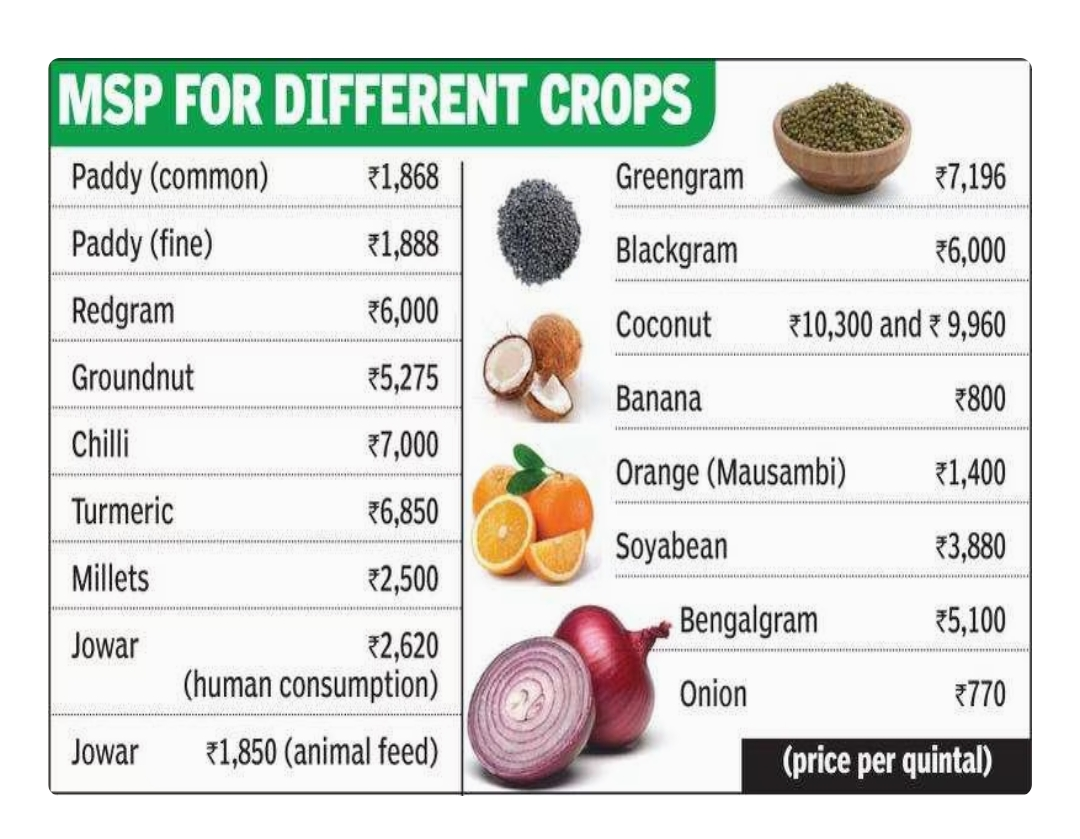 MSP FOR DIFFERENT CROPS
Paddy (common) ₹1,868
Paddy (fine) ₹1,888
Redgram ₹6,000
Groundnut ₹5,275
Chilli ₹7,000
Turmeric ₹6,850
Millets ₹2,500
Jowar ₹2,620
(human consumption)
Jowar ₹1,850 (animal feed)
Greengram ₹7,196
Blackgram ₹6,000
Coconut ₹10,300 and ₹ 9,960
Banana ₹800
Orange (Mausambi) ₹1,400
Soyabean ₹3,880
Bengalgram ₹5,100
Onion ₹770
(price per quintal)